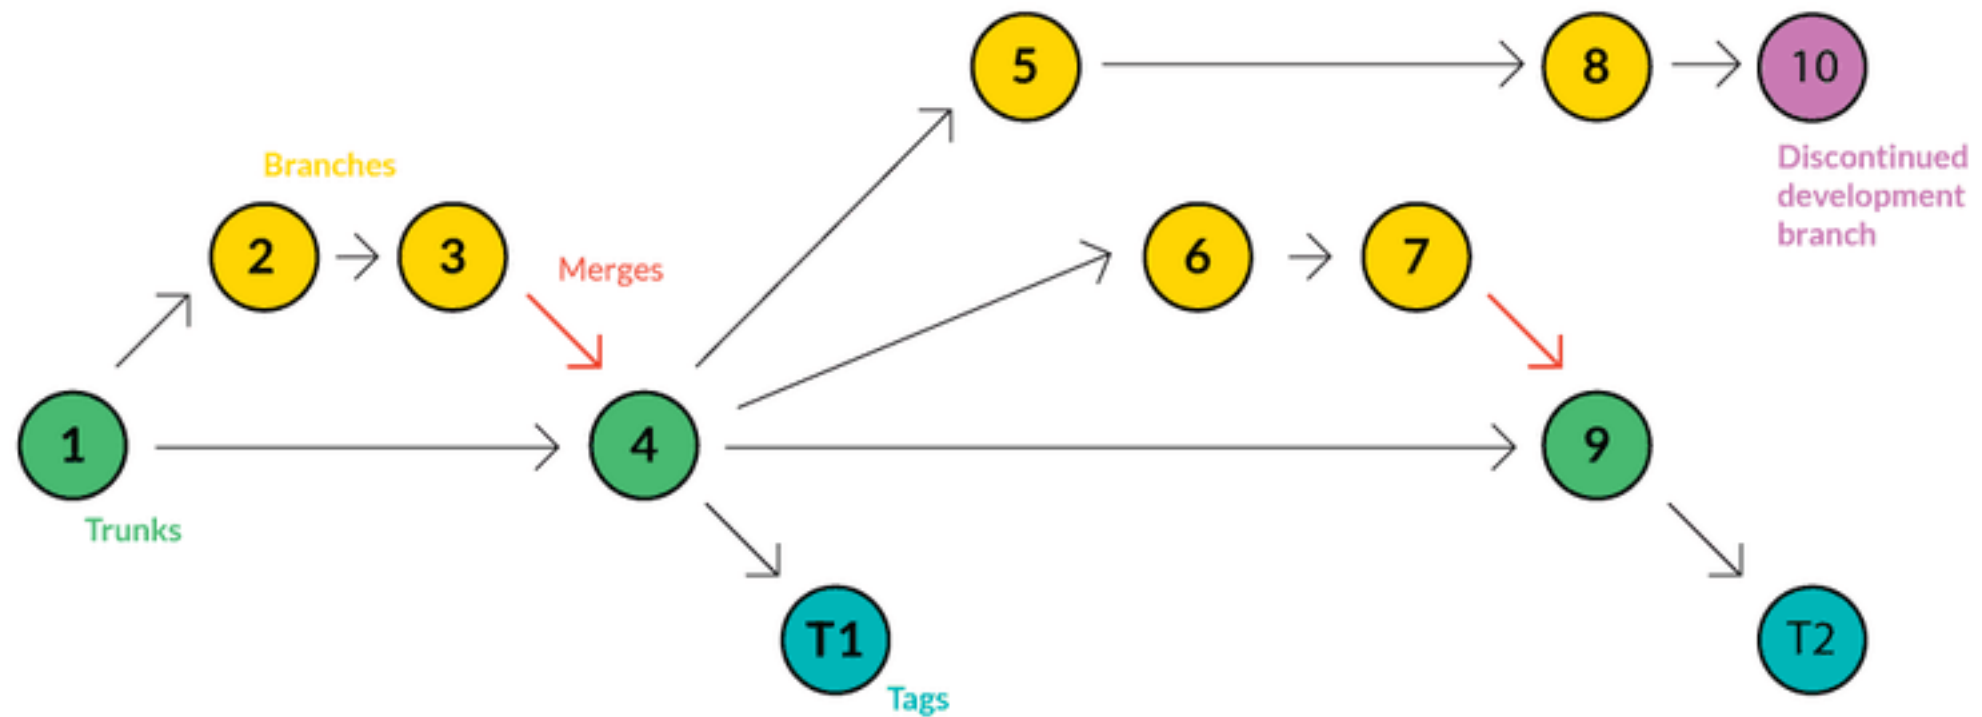 5
8
10
Branches
Discontinued
development
branch
2
3
Merges
6
7
1
4
9
Trunks
T1
T2
Tags